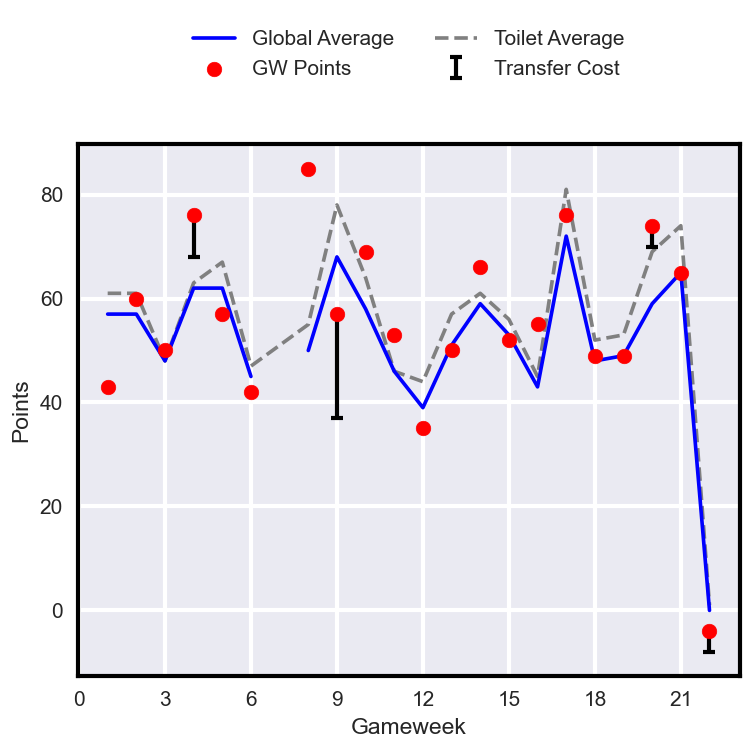 Global Average
GW Points
Toilet Average
Transfer Cost
Points
80
60
40
20
0
0 3 6 9 12 15 18 21
Gameweek